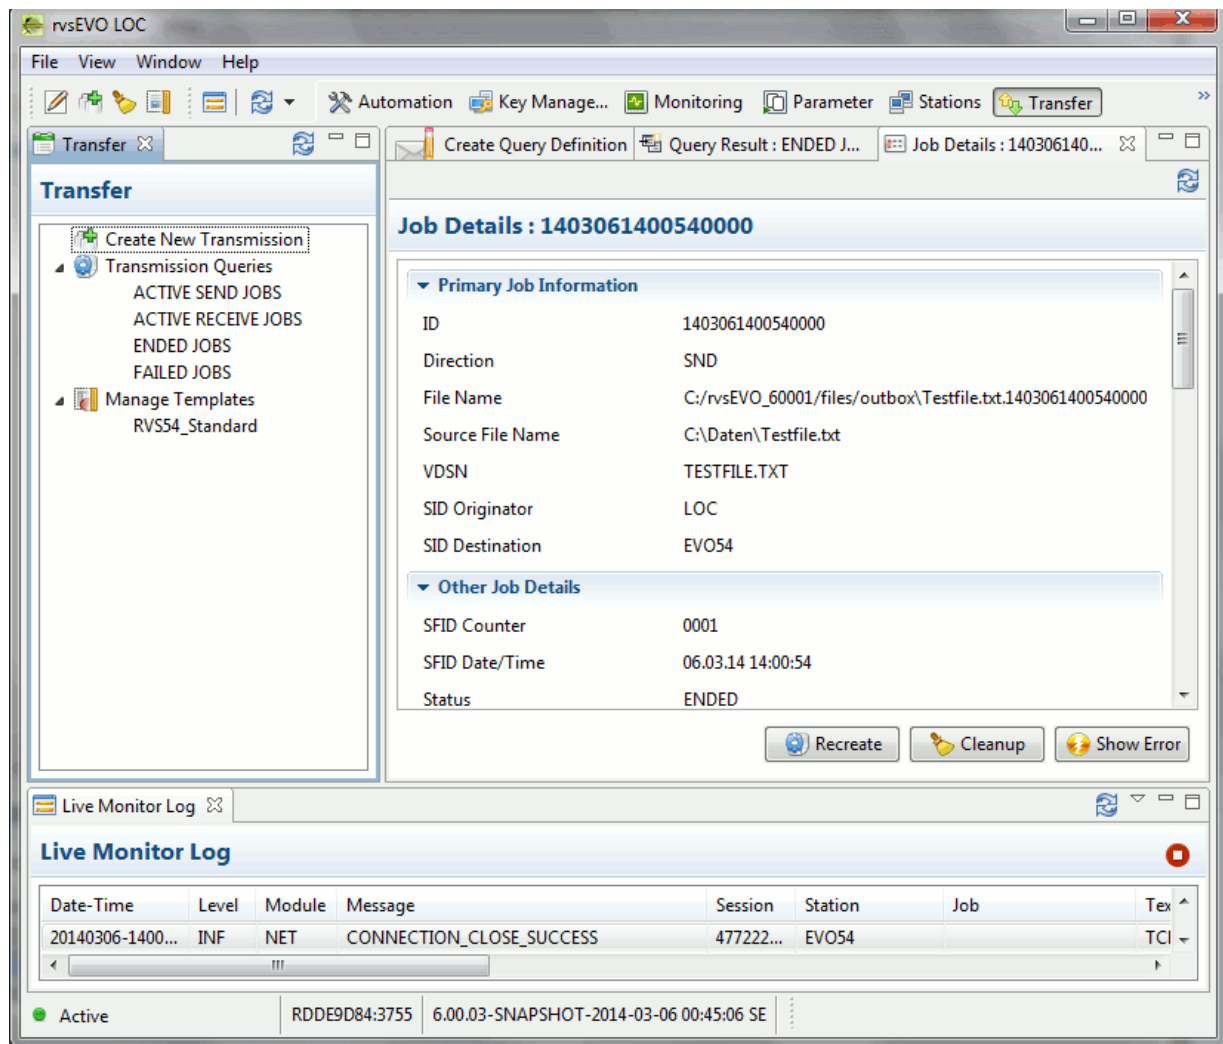 rvsEVO LOC
File View Window Help
Automation Key Manage... Monitoring Parameter Stations Transfer »
Transfer
Create Query Definition Query Result : ENDED J... Job Details : 140306140...
Transfer
Create New Transmission
Transmission Queries
ACTIVE SEND JOBS
ACTIVE RECEIVE JOBS
ENDED JOBS
FAILED JOBS
Manage Templates
RVS54_Standard
Job Details : 1403061400540000
Primary Job Information
ID 1403061400540000
Direction SND
File Name C:/rvsEVO_60001/files/outbox\Testfile.txt.1403061400540000
Source File Name C:\Daten\Testfile.txt
VDSN TESTFILE.TXT
SID Originator LOC
SID Destination EVO54
Other Job Details
SFID Counter 0001
SFID Date/Time 06.03.14 14:00:54
Status ENDED
Recreate Cleanup Show Error
Live Monitor Log
Live Monitor Log
Date-Time Level Module Message Session Station Job Tex
20140306-1400... INF NET CONNECTION_CLOSE_SUCCESS 477222... EVO54 TCI
Active RDDE9D84:3755 6.00.03-SNAPSHOT-2014-03-06 00:45:06 SE